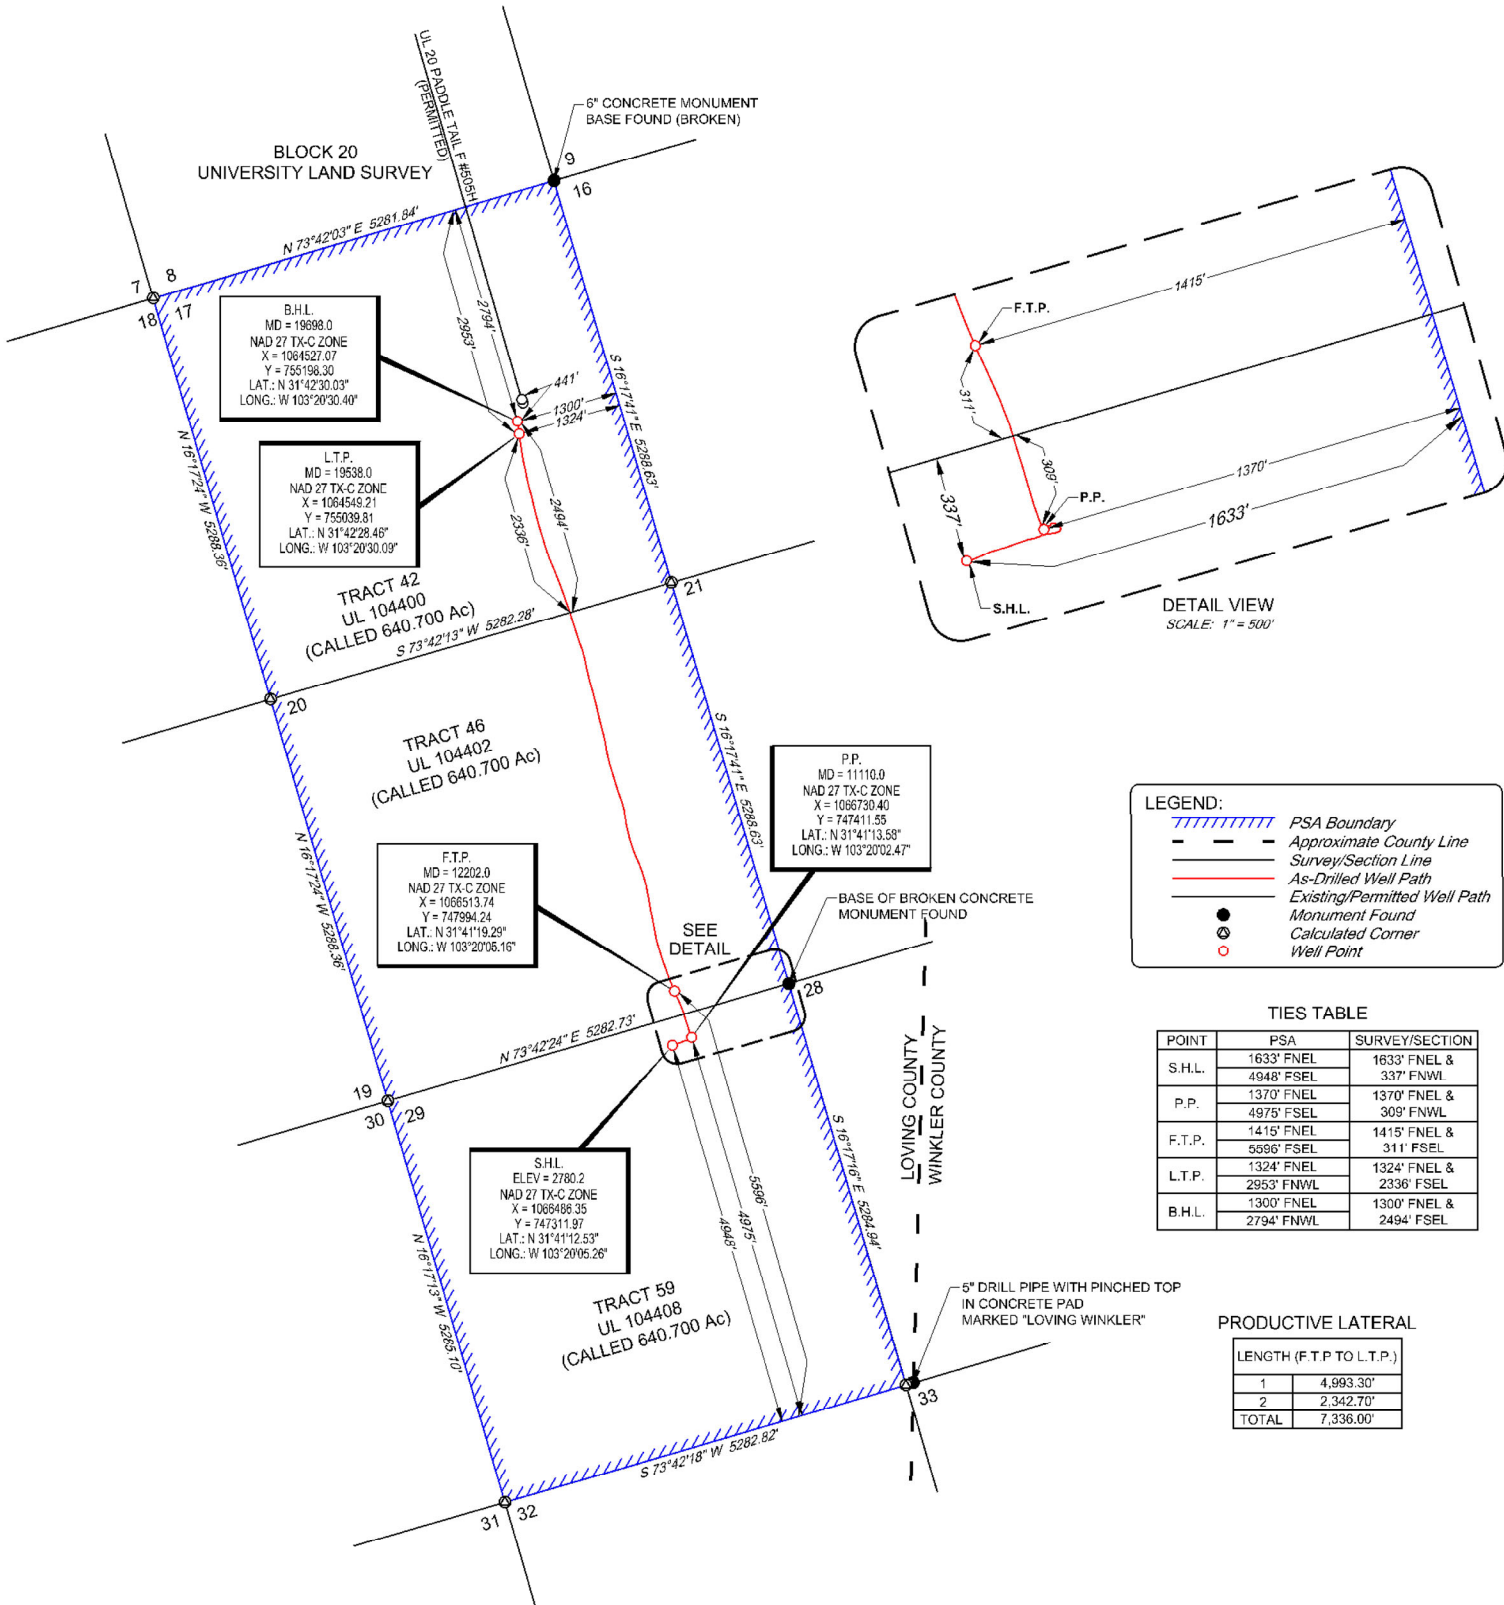 UL 20 PADDLE TAIL F #505H
(PERMITTED)
6" CONCRETE MONUMENT
BASE FOUND (BROKEN)
BLOCK 20
UNIVERSITY LAND SURVEY
9
16
N 73°42'03" E 5281.84'
7
8
18
17
B.H.L.
MD = 19698.0
NAD 27 TX-C ZONE
X = 1064527.07
Y = 755198.30
LAT.: N 31°42'30.03"
LONG.: W 103°20'30.40"
2794'
2953'
441'
1300'
1324'
S 16°17'41" E 5288.63'
L.T.P.
MD = 19538.0
NAD 27 TX-C ZONE
X = 1064549.21
Y = 755039.81
LAT.: N 31°42'28.46"
LONG.: W 103°20'30.09"
N 16°17'24" W 5288.36'
2494'
2336'
TRACT 42
UL 104400
(CALLED 640.700 Ac)
S 73°42'13" W 5282.28'
21
20
1415'
F.T.P.
311'
309'
1370'
P.P.
337'
1633'
S.H.L.
DETAIL VIEW
SCALE: 1" = 500'
TRACT 46
UL 104402
(CALLED 640.700 Ac)
S 16°17'41" E 5288.63'
P.P.
MD = 11110.0
NAD 27 TX-C ZONE
X = 1066730.40
Y = 747411.55
LAT.: N 31°41'13.58"
LONG.: W 103°20'02.47"
N 16°17'24" W 5288.36'
F.T.P.
MD = 12202.0
NAD 27 TX-C ZONE
X = 1066513.74
Y = 747994.24
LAT.: N 31°41'19.29"
LONG.: W 103°20'05.16"
BASE OF BROKEN CONCRETE
MONUMENT FOUND
SEE
DETAIL
28
N 73°42'24" E 5282.73'
19
30
29
LEGEND:
PSA Boundary
Approximate County Line
Survey/Section Line
As-Drilled Well Path
Existing/Permitted Well Path
Monument Found
Calculated Corner
Well Point
LOVING COUNTY
WINKLER COUNTY
TIES TABLE
POINT PSA SURVEY/SECTION
S.H.L. 1633' FNEL 1633' FNEL &
4948' FSEL 337' FNWL
P.P. 1370' FNEL 1370' FNEL &
4975' FSEL 309' FNWL
F.T.P. 1415' FNEL 1415' FNEL &
5596' FSEL 311' FSEL
L.T.P. 1324' FNEL 1324' FNEL &
2953' FNWL 2336' FSEL
B.H.L. 1300' FNEL 1300' FNEL &
2794' FNWL 2494' FSEL
S.H.L.
ELEV = 2780.2
NAD 27 TX-C ZONE
X = 1066486.35
Y = 747311.97
LAT.: N 31°41'12.53"
LONG.: W 103°20'05.26"
5596'
4975'
4948'
S 16°17'16" E 5284.94'
N 16°17'13" W 5285.10'
TRACT 59
UL 104408
(CALLED 640.700 Ac)
5" DRILL PIPE WITH PINCHED TOP
IN CONCRETE PAD
MARKED "LOVING WINKLER"
33
S 73°42'18" W 5282.82'
31
32
PRODUCTIVE LATERAL
LENGTH (F.T.P TO L.T.P.)
1 4,993.30'
2 2,342.70'
TOTAL 7,336.00'